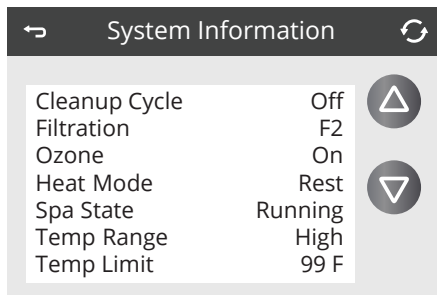 System Information
Cleanup Cycle Off
Filtration F2
Ozone On
Heat Mode Rest
Spa State Running
Temp Range High
Temp Limit 99 F